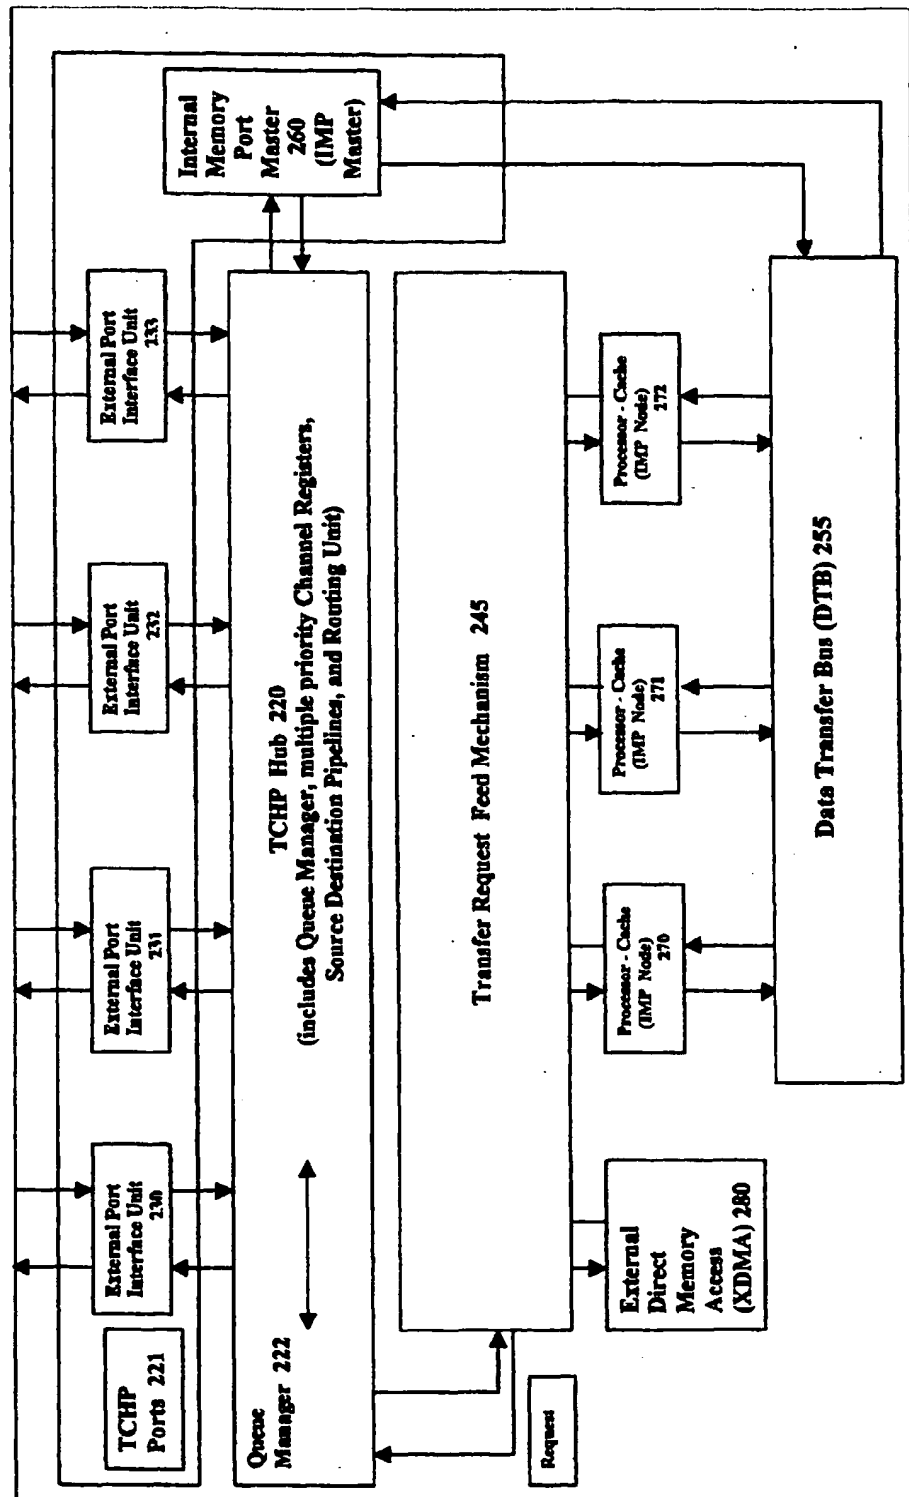 TCHP
Ports 221
External Port
Interface Unit
230
External Port
Interface Unit
231
External Port
Interface Unit
232
External Port
Interface Unit
233
Internal
Memory
Port
Master
260
(IMP
Master)
Queue
Manager 222
TCHP Hub 220
(includes Queue Manager, multiple priority Channel Registers,
Source Destination Pipelines, and Routing Unit)
Request
Transfer Request Feed Mechanism 245
External
Direct
Memory
Access
(XDMA) 280
Processor - Cache
(IMP Node)
270
Processor - Cache
(IMP Node)
271
Processor - Cache
(IMP Node)
272
Data Transfer Bus (DTB) 255